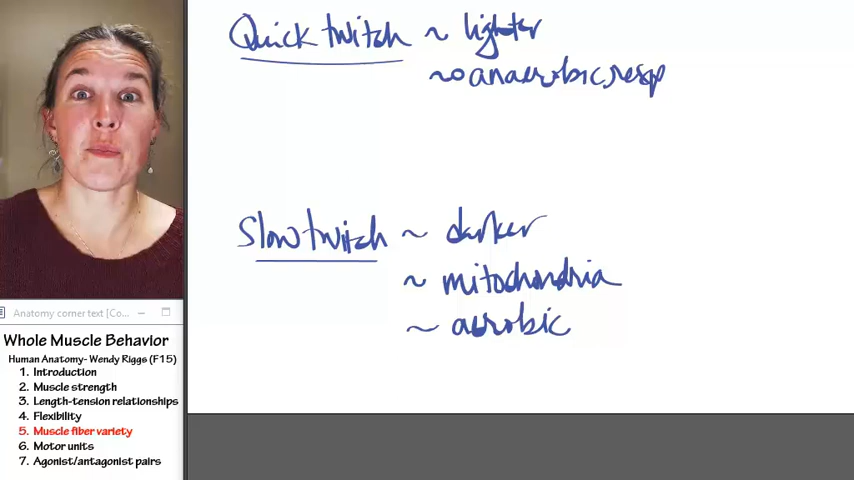 Quick twitch ~ lighter
~ anaerobic resp
Slow twitch ~ darker
~ mitochondria
~ aerobic
Anatomy corner text [Co...
Whole Muscle Behavior
Human Anatomy- Wendy Riggs (F15)
1. Introduction
2. Muscle strength
3. Length-tension relationships
4. Flexibility
5. Muscle fiber variety
6. Motor units
7. Agonist/antagonist pairs